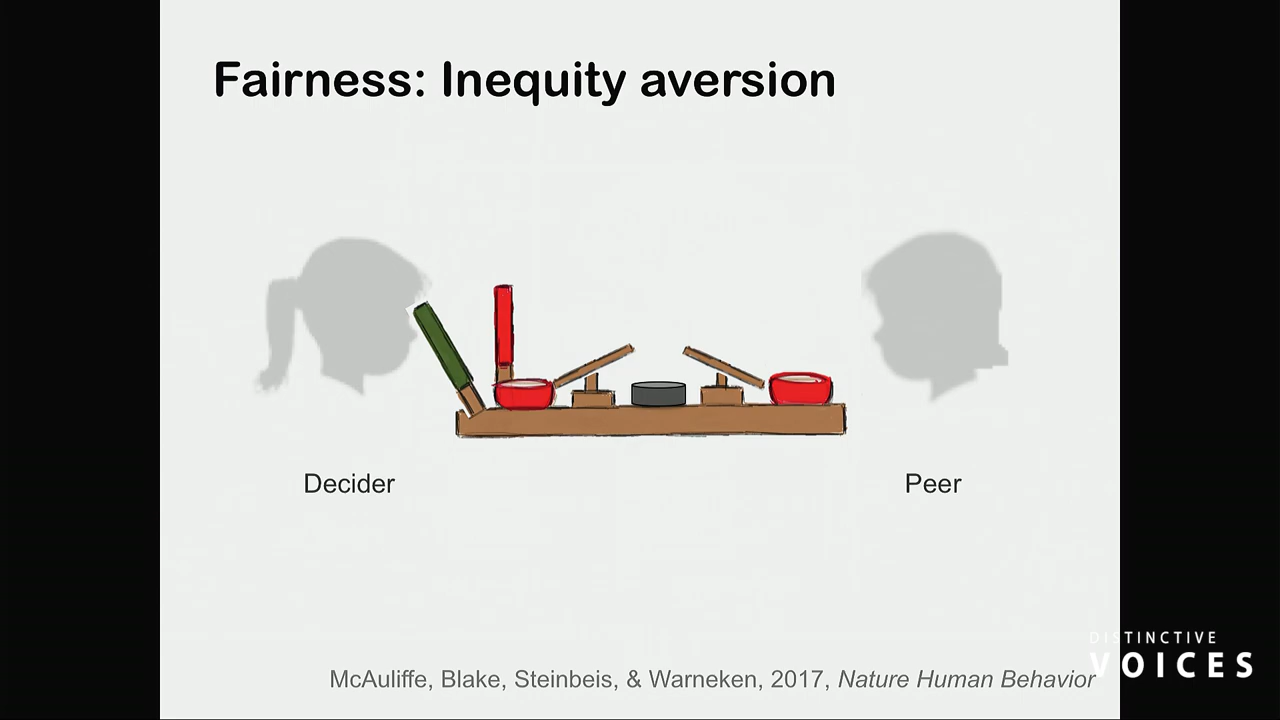 Fairness: Inequity aversion
Decider
Peer
McAuliffe, Blake, Steinbeis, & Warneken, 2017, Nature Human Behavior
DISTINCTIVE
VOICES